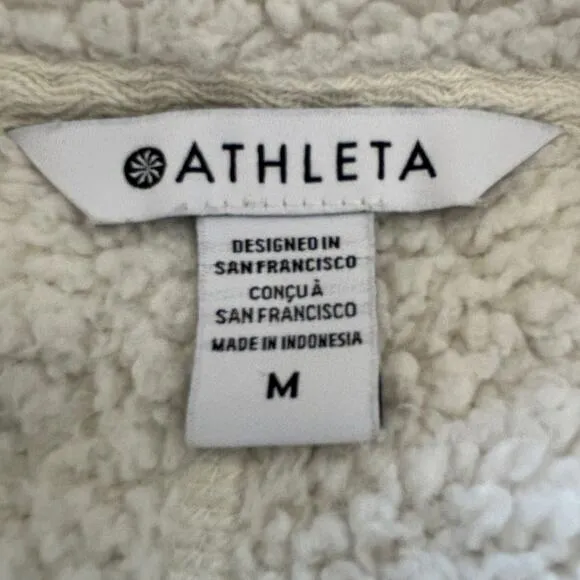 ATHLETA
DESIGNED IN
SAN FRANCISCO
CONÇU À
SAN FRANCISCO
MADE IN INDONESIA
M